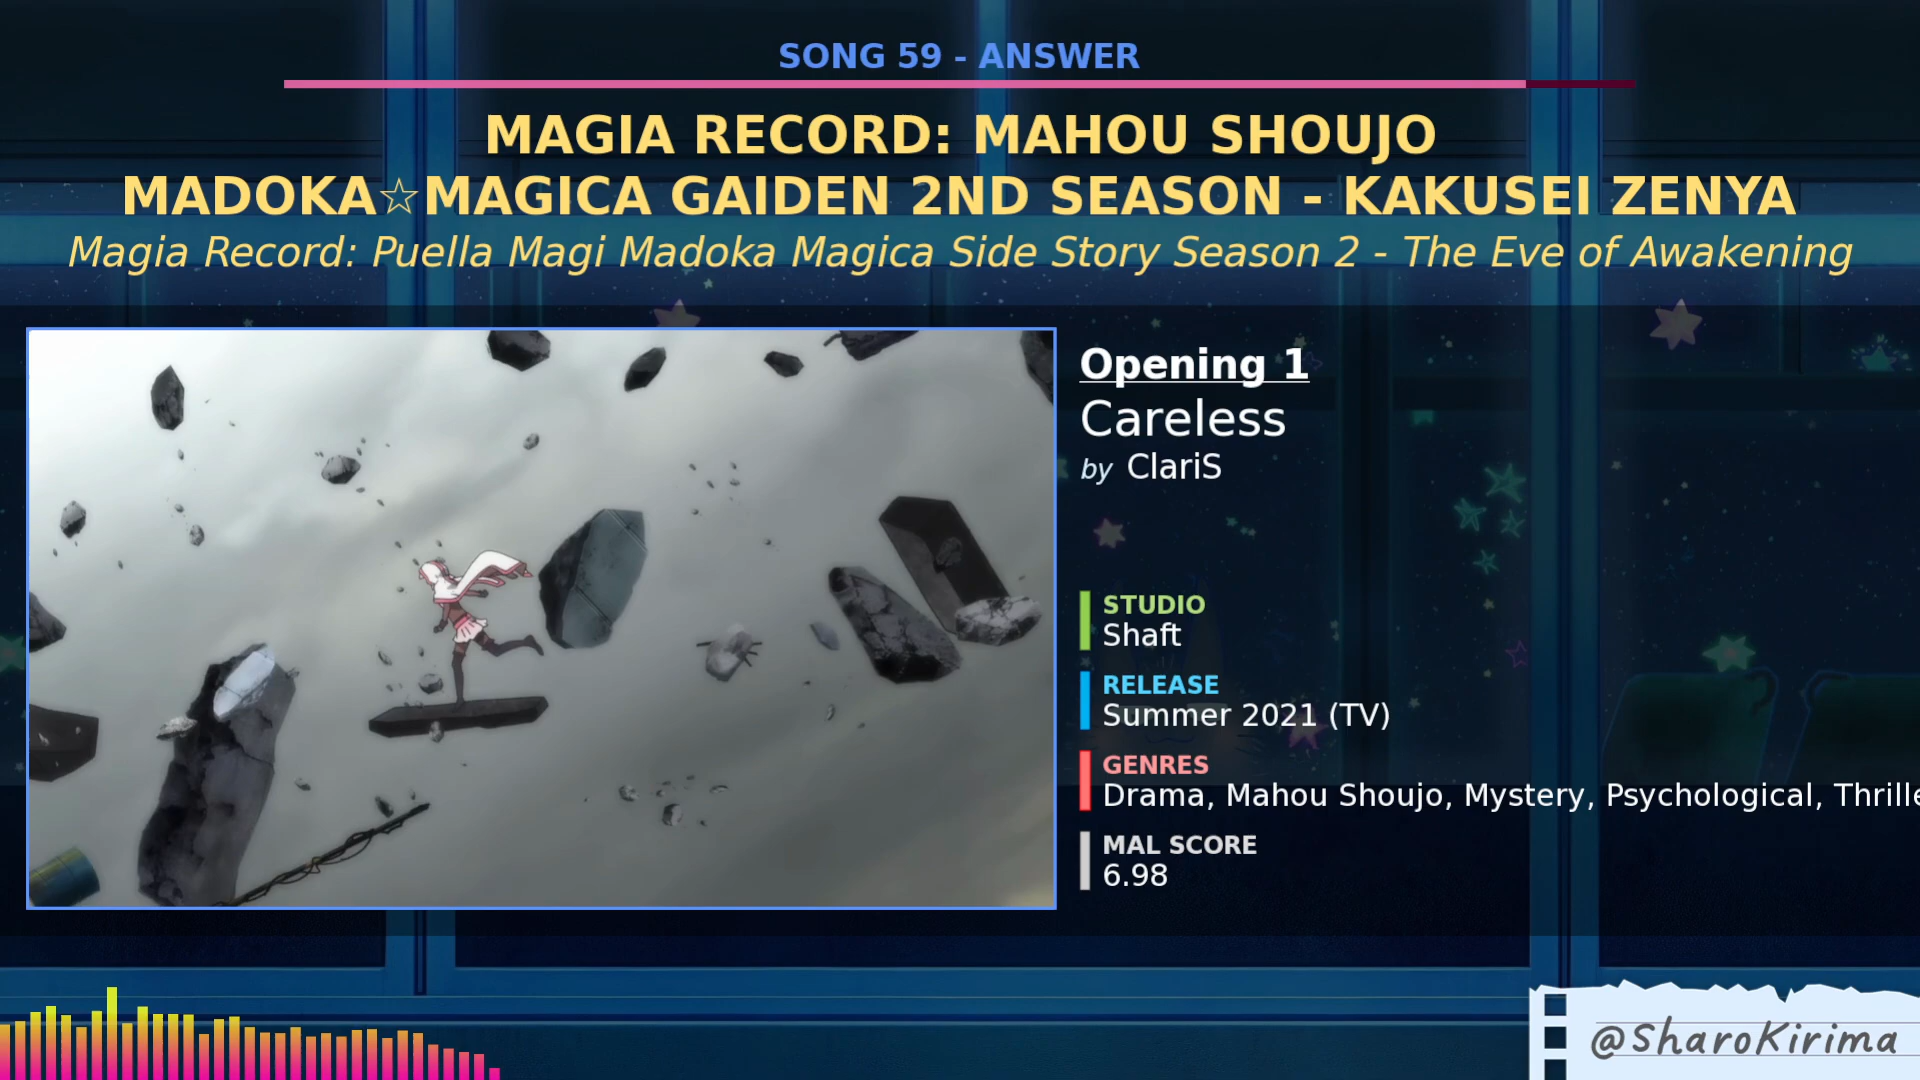 SONG 59 - ANSWER
MAGIA RECORD: MAHOU SHOUJO
MADOKA☆MAGICA GAIDEN 2ND SEASON - KAKUSEI ZENYA
Magia Record: Puella Magi Madoka Magica Side Story Season 2 - The Eve of Awakening
Opening 1
Careless
by ClariS
STUDIO
Shaft
RELEASE
Summer 2021 (TV)
GENRES
Drama, Mahou Shoujo, Mystery, Psychological, Thrille
MAL SCORE
6.98
@SharoKirima